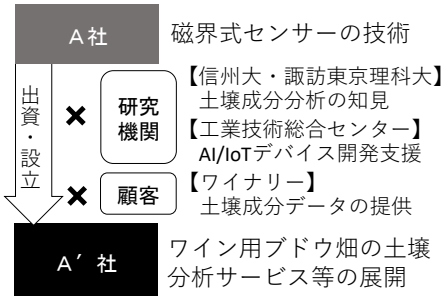 A社
磁界式センサーの技術
出資・設立
×
研究
機関
【信州大・諏訪東京理科大】
土壌成分分析の知見
【工業技術総合センター】
AI/IoTデバイス開発支援
×
顧客
【ワイナリー】
土壌成分データの提供
A′社
ワイン用ブドウ畑の土壌
分析サービス等の展開